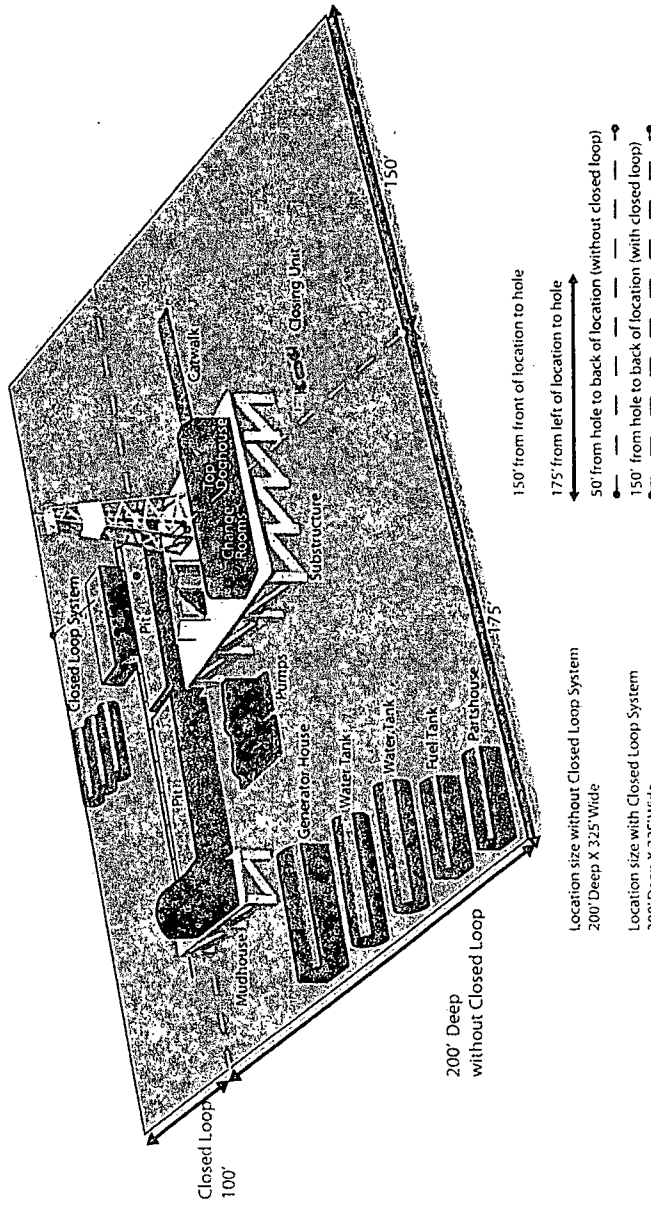 Closed Loop
100'
200' Deep
without Closed Loop
Closed Loop System
Pit
Pit
Mudhouse
Generator House
Water Tank
Water Tank
Fuel Tank
Partshouse
Pumps
Change
Rooms
Top
Doghouse
Substructure
Catwalk
Closing Unit
175'
150'
Location size without Closed Loop System
200' Deep X 325' Wide
Location size with Closed Loop System
150' from front of location to hole
175' from left of location to hole
50' from hole to back of location (without closed loop)
150' from hole to back of location (with closed loop)